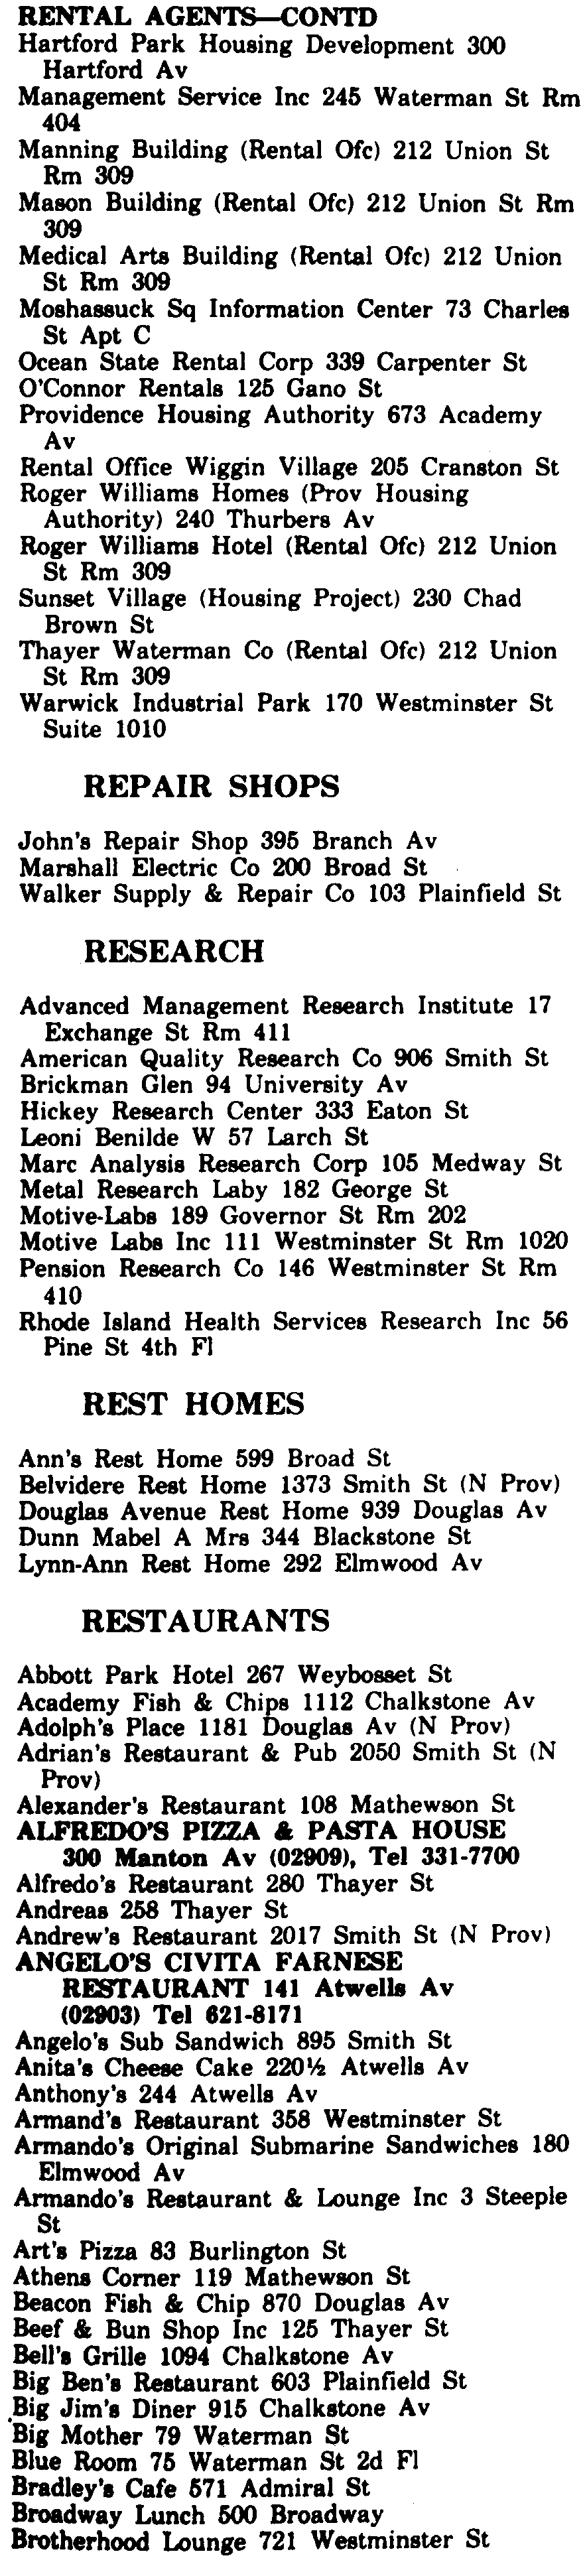 RENTAL AGENTS—CONTD
Hartford Park Housing Development 300
Hartford Av
Management Service Inc 245 Waterman St Rm
404
Manning Building (Rental Ofc) 212 Union St
Rm 309
Mason Building (Rental Ofc) 212 Union St Rm
309
Medical Arts Building (Rental Ofc) 212 Union
St Rm 309
Moshassuck Sq Information Center 73 Charles
St Apt C
Ocean State Rental Corp 339 Carpenter St
O'Connor Rentals 125 Gano St
Providence Housing Authority 673 Academy
Av
Rental Office Wiggin Village 205 Cranston St
Roger Williams Homes (Prov Housing
Authority) 240 Thurbers Av
Roger Williams Hotel (Rental Ofc) 212 Union
St Rm 309
Sunset Village (Housing Project) 230 Chad
Brown St
Thayer Waterman Co (Rental Ofc) 212 Union
St Rm 309
Warwick Industrial Park 170 Westminster St
Suite 1010
REPAIR SHOPS
John's Repair Shop 395 Branch Av
Marshall Electric Co 200 Broad St
Walker Supply & Repair Co 103 Plainfield St
RESEARCH
Advanced Management Research Institute 17
Exchange St Rm 411
American Quality Research Co 906 Smith St
Brickman Glen 94 University Av
Hickey Research Center 333 Eaton St
Leoni Benilde W 57 Larch St
Marc Analysis Research Corp 105 Medway St
Metal Research Laby 182 George St
Motive-Labs 189 Governor St Rm 202
Motive Labs Inc 111 Westminster St Rm 1020
Pension Research Co 146 Westminster St Rm
410
Rhode Island Health Services Research Inc 56
Pine St 4th Fl
REST HOMES
Ann's Rest Home 599 Broad St
Belvidere Rest Home 1373 Smith St (N Prov)
Douglas Avenue Rest Home 939 Douglas Av
Dunn Mabel A Mrs 344 Blackstone St
Lynn-Ann Rest Home 292 Elmwood Av
RESTAURANTS
Abbott Park Hotel 267 Weybosset St
Academy Fish & Chips 1112 Chalkstone Av
Adolph's Place 1181 Douglas Av (N Prov)
Adrian's Restaurant & Pub 2050 Smith St (N
Prov)
Alexander's Restaurant 108 Mathewson St
ALFREDO'S PIZZA & PASTA HOUSE
300 Manton Av (02909), Tel 331-7700
Alfredo's Restaurant 280 Thayer St
Andreas 258 Thayer St
Andrew's Restaurant 2017 Smith St (N Prov)
ANGELO'S CIVITA FARNESE
RESTAURANT 141 Atwells Av
(02903) Tel 621-8171
Angelo's Sub Sandwich 895 Smith St
Anita's Cheese Cake 220½ Atwells Av
Anthony's 244 Atwells Av
Armand's Restaurant 358 Westminster St
Armando's Original Submarine Sandwiches 180
Elmwood Av
Armando's Restaurant & Lounge Inc 3 Steeple
St
Art's Pizza 83 Burlington St
Athens Corner 119 Mathewson St
Beacon Fish & Chip 870 Douglas Av
Beef & Bun Shop Inc 125 Thayer St
Bell's Grille 1094 Chalkstone Av
Big Ben's Restaurant 603 Plainfield St
Big Jim's Diner 915 Chalkstone Av
Big Mother 79 Waterman St
Blue Room 75 Waterman St 2d Fl
Bradley's Cafe 571 Admiral St
Broadway Lunch 500 Broadway
Brotherhood Lounge 721 Westminster St